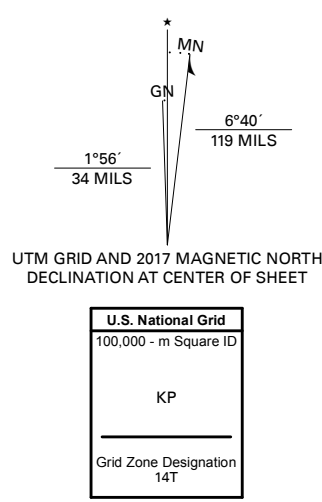 ★
MN
GN
6°40´
119 MILS
1°56´
34 MILS
UTM GRID AND 2017 MAGNETIC NORTH
DECLINATION AT CENTER OF SHEET
U.S. National Grid
100,000 - m Square ID
KP
Grid Zone Designation
14T